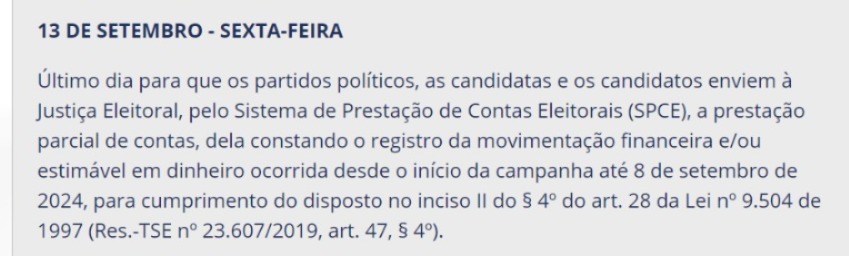 13 DE SETEMBRO - SEXTA-FEIRA
Último dia para que os partidos políticos, as candidatas e os candidatos enviem à
Justiça Eleitoral, pelo Sistema de Prestação de Contas Eleitorais (SPCE), a prestação
parcial de contas, dela constando o registro da movimentação financeira e/ou
estimável em dinheiro ocorrida desde o início da campanha até 8 de setembro de
2024, para cumprimento do disposto no inciso II do § 4º do art. 28 da Lei nº 9.504 de
1997 (Res.-TSE nº 23.607/2019, art. 47, § 4º).